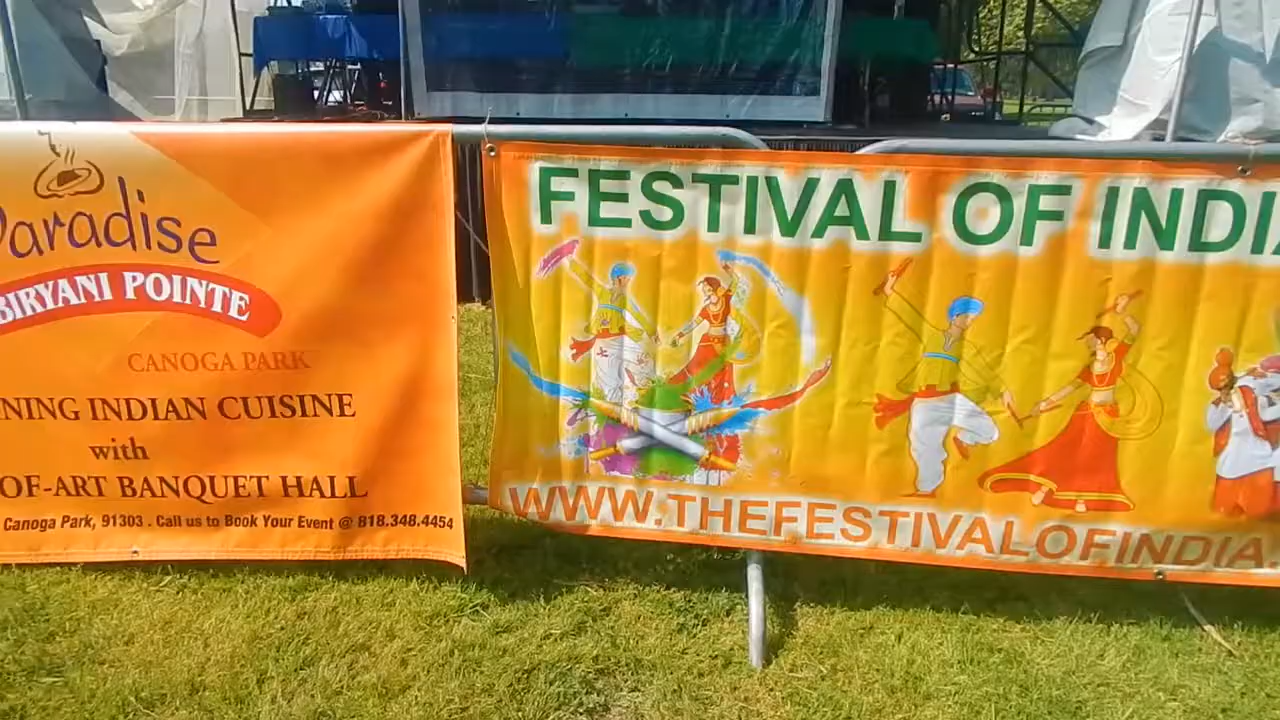 Paradise
BIRYANI POINTE
CANOGA PARK
NING INDIAN CUISINE
with
OF-ART BANQUET HALL
Canoga Park, 91303 . Call us to Book Your Event @ 818.348.4454
FESTIVAL OF INDIA
WWW.THEFESTIVALOFINDIA.